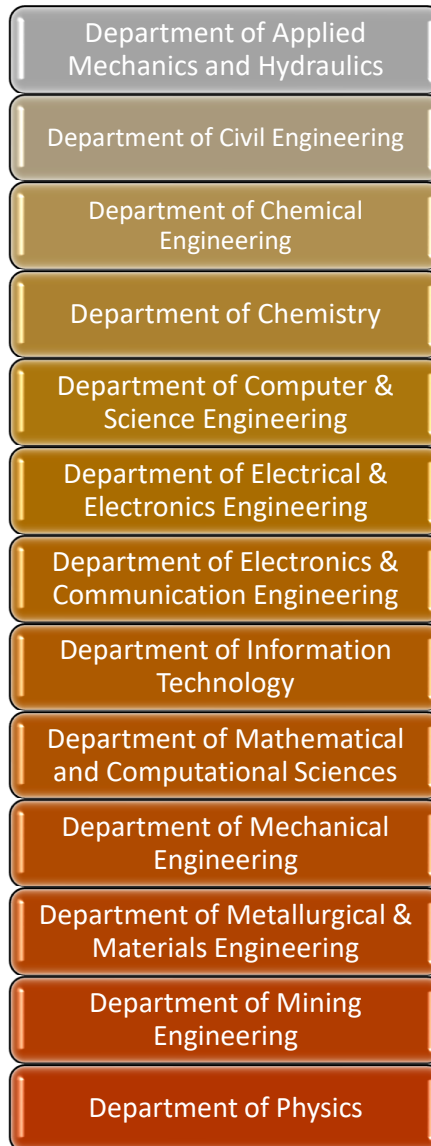 Department of Applied
Mechanics and Hydraulics
Department of Civil Engineering
Department of Chemical
Engineering
Department of Chemistry
Department of Computer &
Science Engineering
Department of Electrical &
Electronics Engineering
Department of Electronics &
Communication Engineering
Department of Information
Technology
Department of Mathematical
and Computational Sciences
Department of Mechanical
Engineering
Department of Metallurgical &
Materials Engineering
Department of Mining
Engineering
Department of Physics